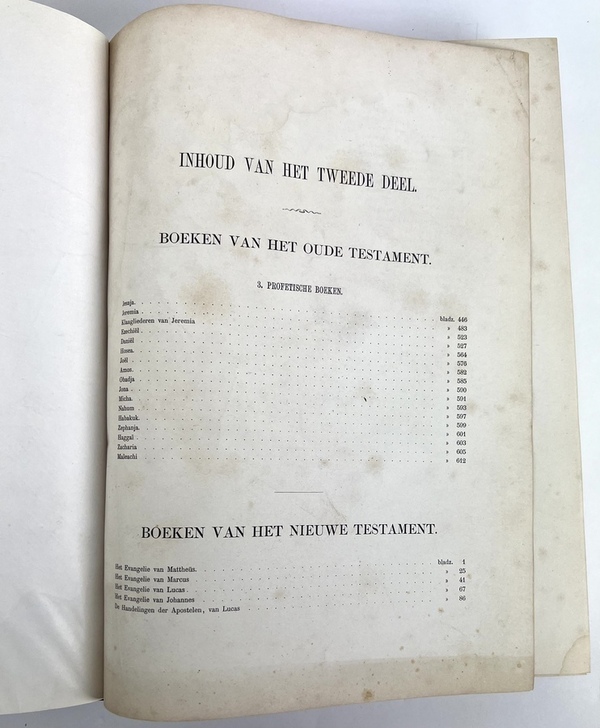 INHOUD VAN HET TWEEDE DEEL.
BOEKEN VAN HET OUDE TESTAMENT.
3. PROFETISCHE BOEKEN.
Jesaja. bladz. 446
Jeremia » 483
Klaagliederen van Jeremia » 523
Ezechiël » 527
Daniël » 564
Hosea. » 576
Joël » 582
Amos. » 585
Obadja » 590
Jona » 591
Micha. » 593
Nahum » 597
Habakuk. » 599
Zephanja. » 601
Haggaï » 603
Zacharia » 605
Maleachi » 612
BOEKEN VAN HET NIEUWE TESTAMENT.
Het Evangelie van Mattheüs. bladz. 1
Het Evangelie van Marcus » 25
Het Evangelie van Lucas » 41
Het Evangelie van Johannes » 67
De Handelingen der Apostelen, van Lucas » 86